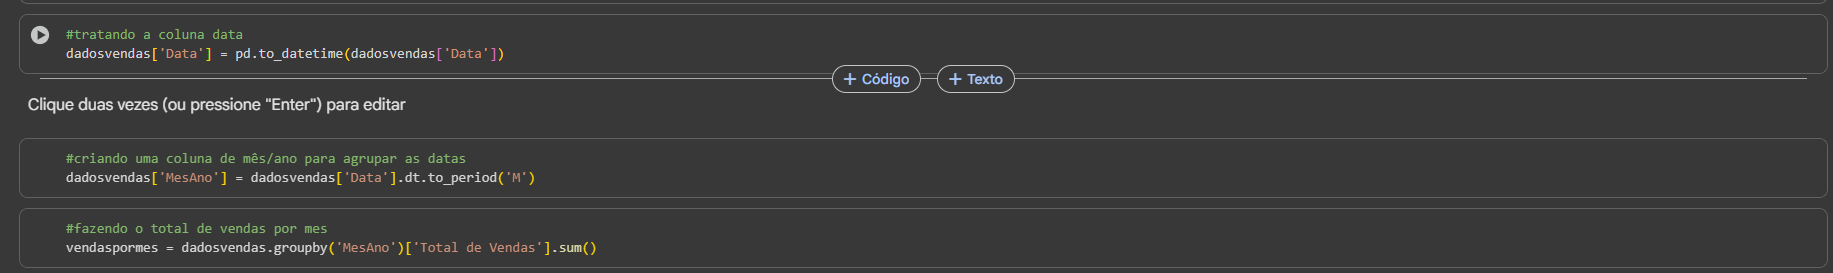 #tratando a coluna data
dadosvendas['Data'] = pd.to_datetime(dadosvendas['Data'])
+ Código + Texto
Clique duas vezes (ou pressione "Enter") para editar
#criando uma coluna de mês/ano para agrupar as datas
dadosvendas['MesAno'] = dadosvendas['Data'].dt.to_period('M')
#fazendo o total de vendas por mes
vendaspormes = dadosvendas.groupby('MesAno')['Total de Vendas'].sum()